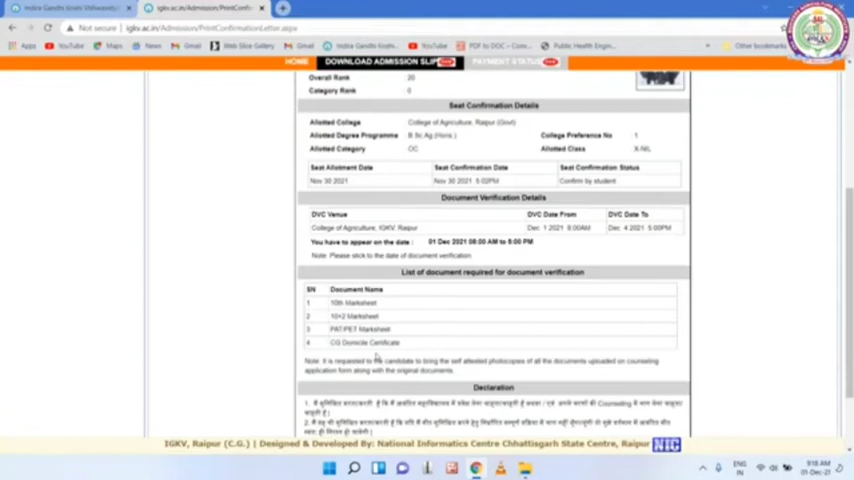 Indira Gandhi Krishi Vishwavidy
igkv.ac.in/Admission/PrintConfir
Not secure | igkv.ac.in/Admission/PrintConfirmationLetter.aspx
Apps YouTube Maps News Gmail Web Slice Gallery Gmail Indira Gandhi Krishi... YouTube PDF to DOC – Conv... Public Health Engin... Other bookmarks
HOME DOWNLOAD ADMISSION SLIP PAYMENT STATUS
Overall Rank 20
Category Rank 0
Seat Confirmation Details
Allotted College College of Agriculture, Raipur (Govt)
Allotted Degree Programme B.Sc.Ag.(Hons.) College Preference No 1
Allotted Category OC Allotted Class X-NIL
Seat Allotment Date Seat Confirmation Date Seat Confirmation Status
Nov 30 2021 Nov 30 2021 5:02PM Confirm by student
Document Verification Details
DVC Venue DVC Date From DVC Date To
College of Agriculture, IGKV, Raipur Dec 1 2021 8:00AM Dec 4 2021 5:00PM
You have to appear on the date : 01 Dec 2021 08:00 AM to 5:00 PM
Note: Please stick to the date of document verification.
List of document required for document verification
SN Document Name
1 10th Marksheet
2 10+2 Marksheet
3 PAT/PET Marksheet
4 CG Domicile Certificate
Note: It is requested to the candidate to bring the self attested photocopies of all the documents uploaded on counseling
application form along with the original documents.
Declaration
IGKV, Raipur (C.G.) | Designed & Developed By: National Informatics Centre Chhattisgarh State Centre, Raipur NIC
ENG 9:18 AM
IN 01-Dec-21